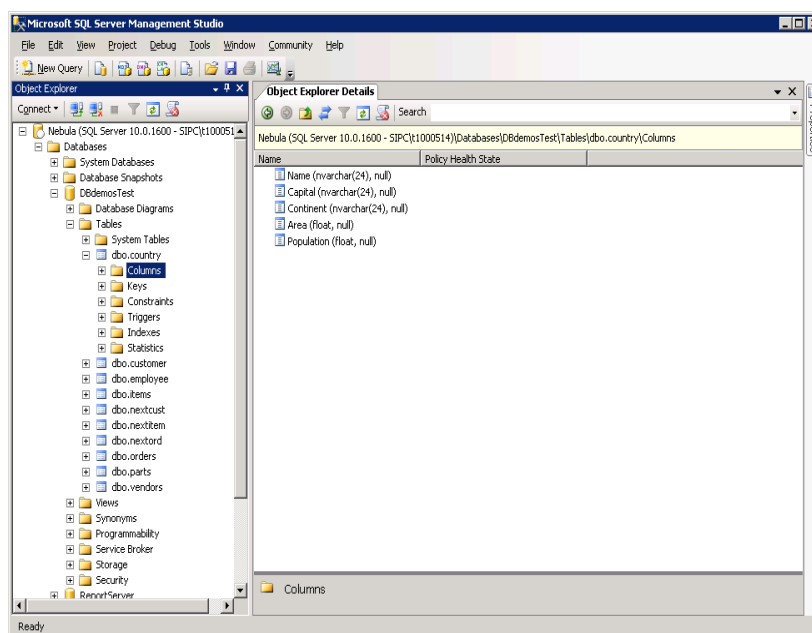 Microsoft SQL Server Management Studio
File Edit View Project Debug Tools Window Community Help
New Query
Object Explorer
Connect
Nebula (SQL Server 10.0.1600 - SIPC\t100051
Databases
System Databases
Database Snapshots
DBdemosTest
Database Diagrams
Tables
System Tables
dbo.country
Columns
Keys
Constraints
Triggers
Indexes
Statistics
dbo.customer
dbo.employee
dbo.items
dbo.nextcust
dbo.nextitem
dbo.nextord
dbo.orders
dbo.parts
dbo.vendors
Views
Synonyms
Programmability
Service Broker
Storage
Security
ReportServer
Object Explorer Details
Search
Nebula (SQL Server 10.0.1600 - SIPC\t1000514)\Databases\DBdemosTest\Tables\dbo.country\Columns
Name Policy Health State
Name (nvarchar(24), null)
Capital (nvarchar(24), null)
Continent (nvarchar(24), null)
Area (float, null)
Population (float, null)
Columns
Ready